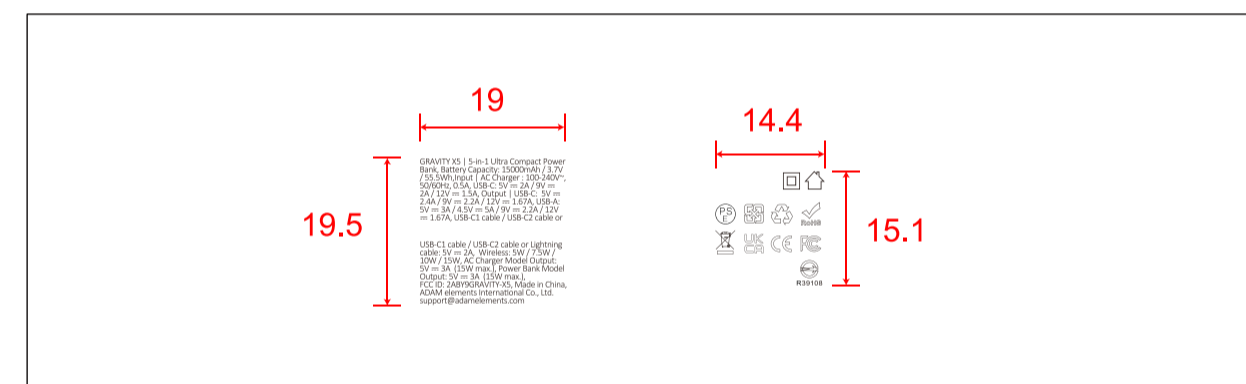 19
14.4
19.5
15.1
GRAVITY X5 | 5-in-1 Ultra Compact Power
Bank, Battery Capacity: 15000mAh / 3.7V
/ 55.5Wh,Input | AC Charger : 100-240V~,
50/60Hz, 0.5A, USB-C: 5V ⎓ 2A / 9V ⎓
2A / 12V ⎓ 1.5A, Output | USB-C: 5V ⎓
2.4A / 9V ⎓ 2.2A / 12V ⎓ 1.67A, USB-A:
5V ⎓ 3A / 4.5V ⎓ 5A / 9V ⎓ 2.2A / 12V
⎓ 1.67A, USB-C1 cable / USB-C2 cable or
USB-C1 cable / USB-C2 cable or Lightning
cable: 5V ⎓ 2A, Wireless: 5W / 7.5W /
10W / 15W, AC Charger Model Output:
5V ⎓ 3A (15W max.), Power Bank Model
Output: 5V ⎓ 3A (15W max.),
FCC ID: 2ABY9GRAVITY-X5, Made in China,
ADAM elements International Co., Ltd.
support@adamelements.com
PS
E
RoHS
UK
CA
CE
FC
R39108